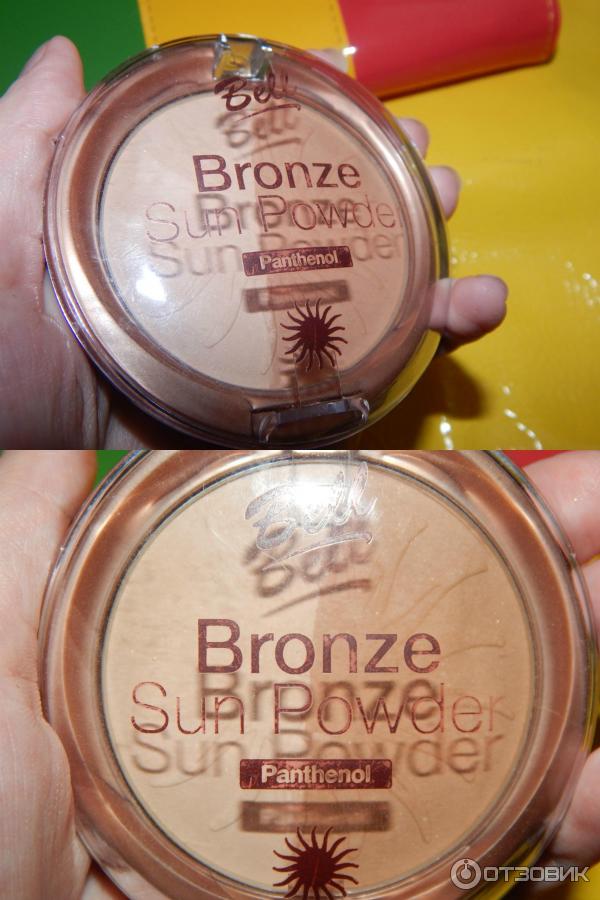 Bell
Bronze
Sun Powder
Panthenol
Bell
Bronze
Sun Powder
Panthenol
ОТЗОВИК